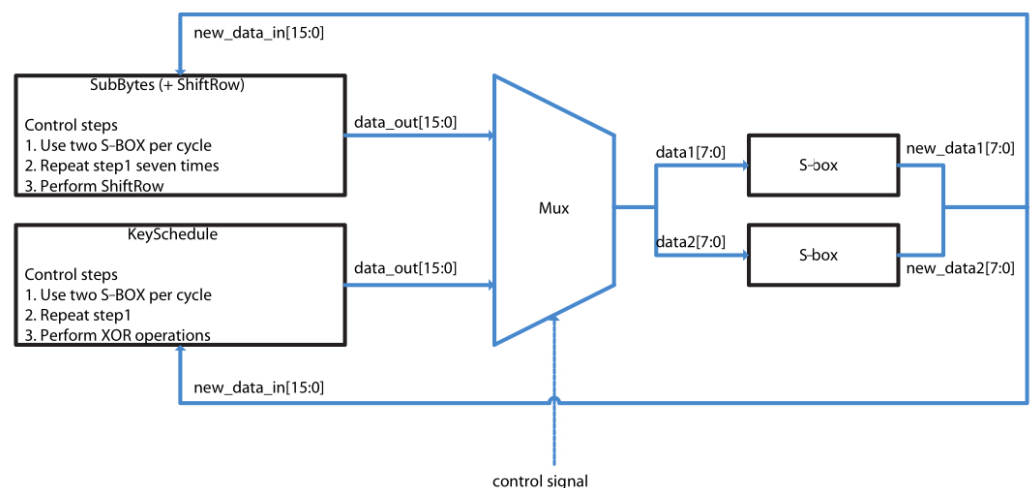 new_data_in[15:0]
SubBytes (+ ShiftRow)
Control steps
1. Use two S-BOX per cycle
2. Repeat step1 seven times
3. Perform ShiftRow
data_out[15:0]
KeySchedule
Control steps
1. Use two S-BOX per cycle
2. Repeat step1
3. Perform XOR operations
data_out[15:0]
new_data_in[15:0]
Mux
control signal
data1[7:0]
data2[7:0]
S-box
S-box
new_data1[7:0]
new_data2[7:0]